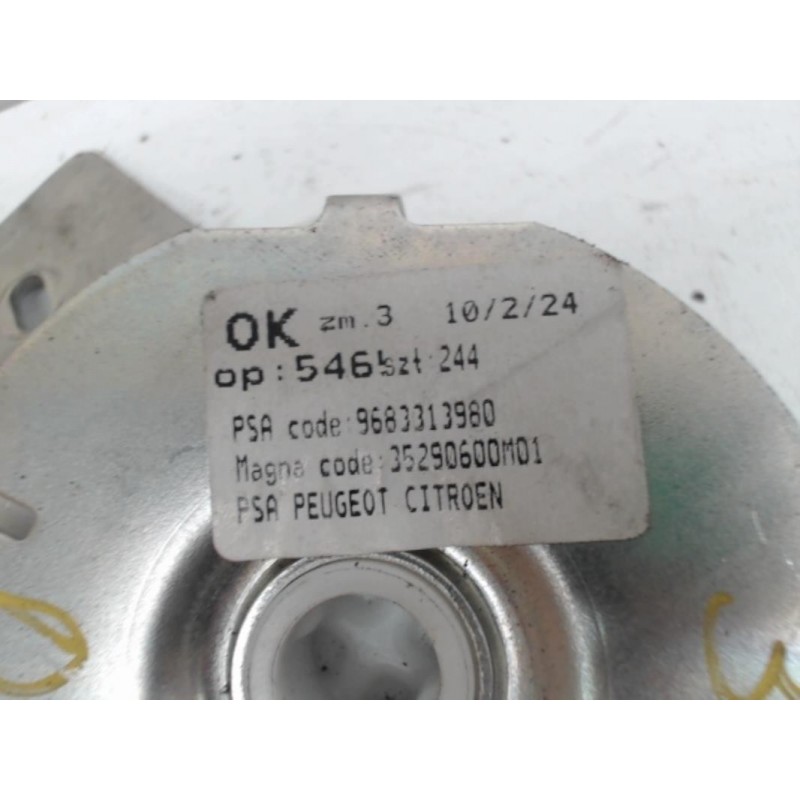 OK zm.3 10/2/24
op:546 szt 244
PSA code:9683313980
Magna code:35290600M01
PSA PEUGEOT CITROEN